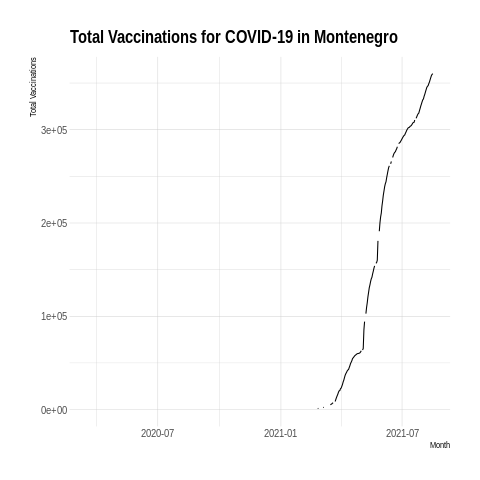 Total Vaccinations for COVID-19 in Montenegro
Total Vaccinations
3e+05
2e+05
1e+05
0e+00
2020-07
2021-01
2021-07
Month